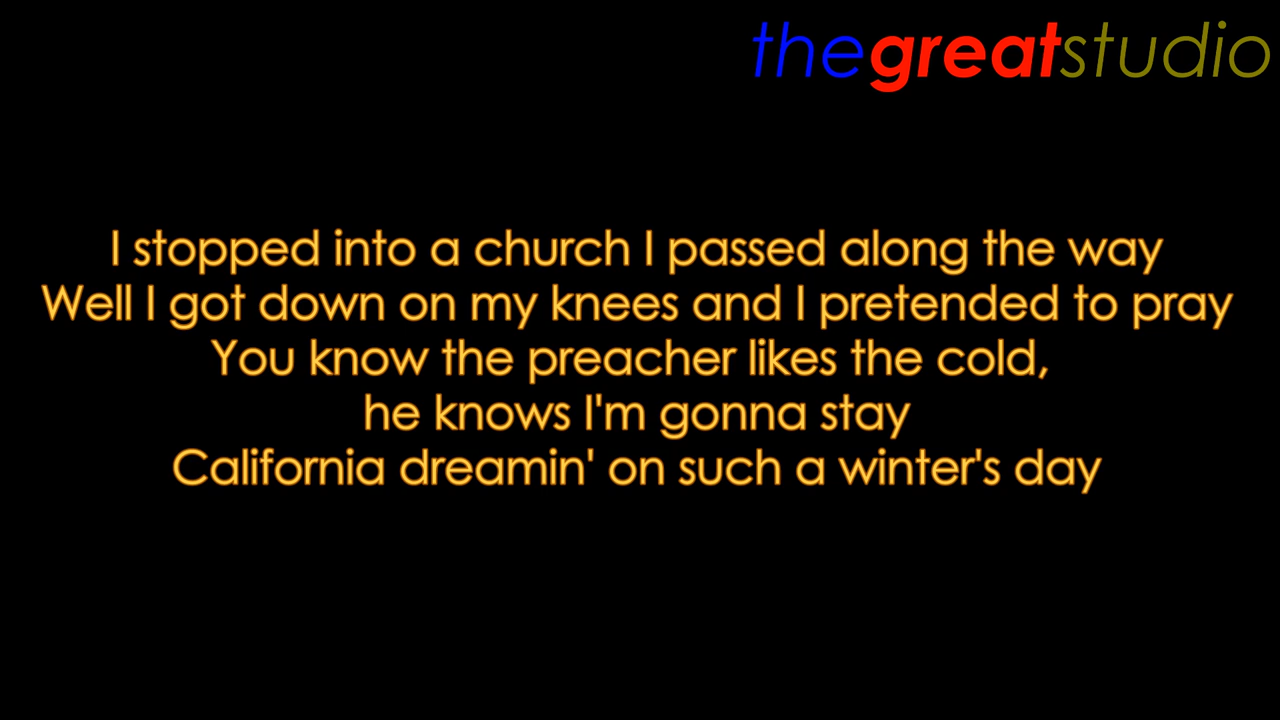 thegreatstudio
I stopped into a church I passed along the way
Well I got down on my knees and I pretended to pray
You know the preacher likes the cold,
he knows I'm gonna stay
California dreamin' on such a winter's day